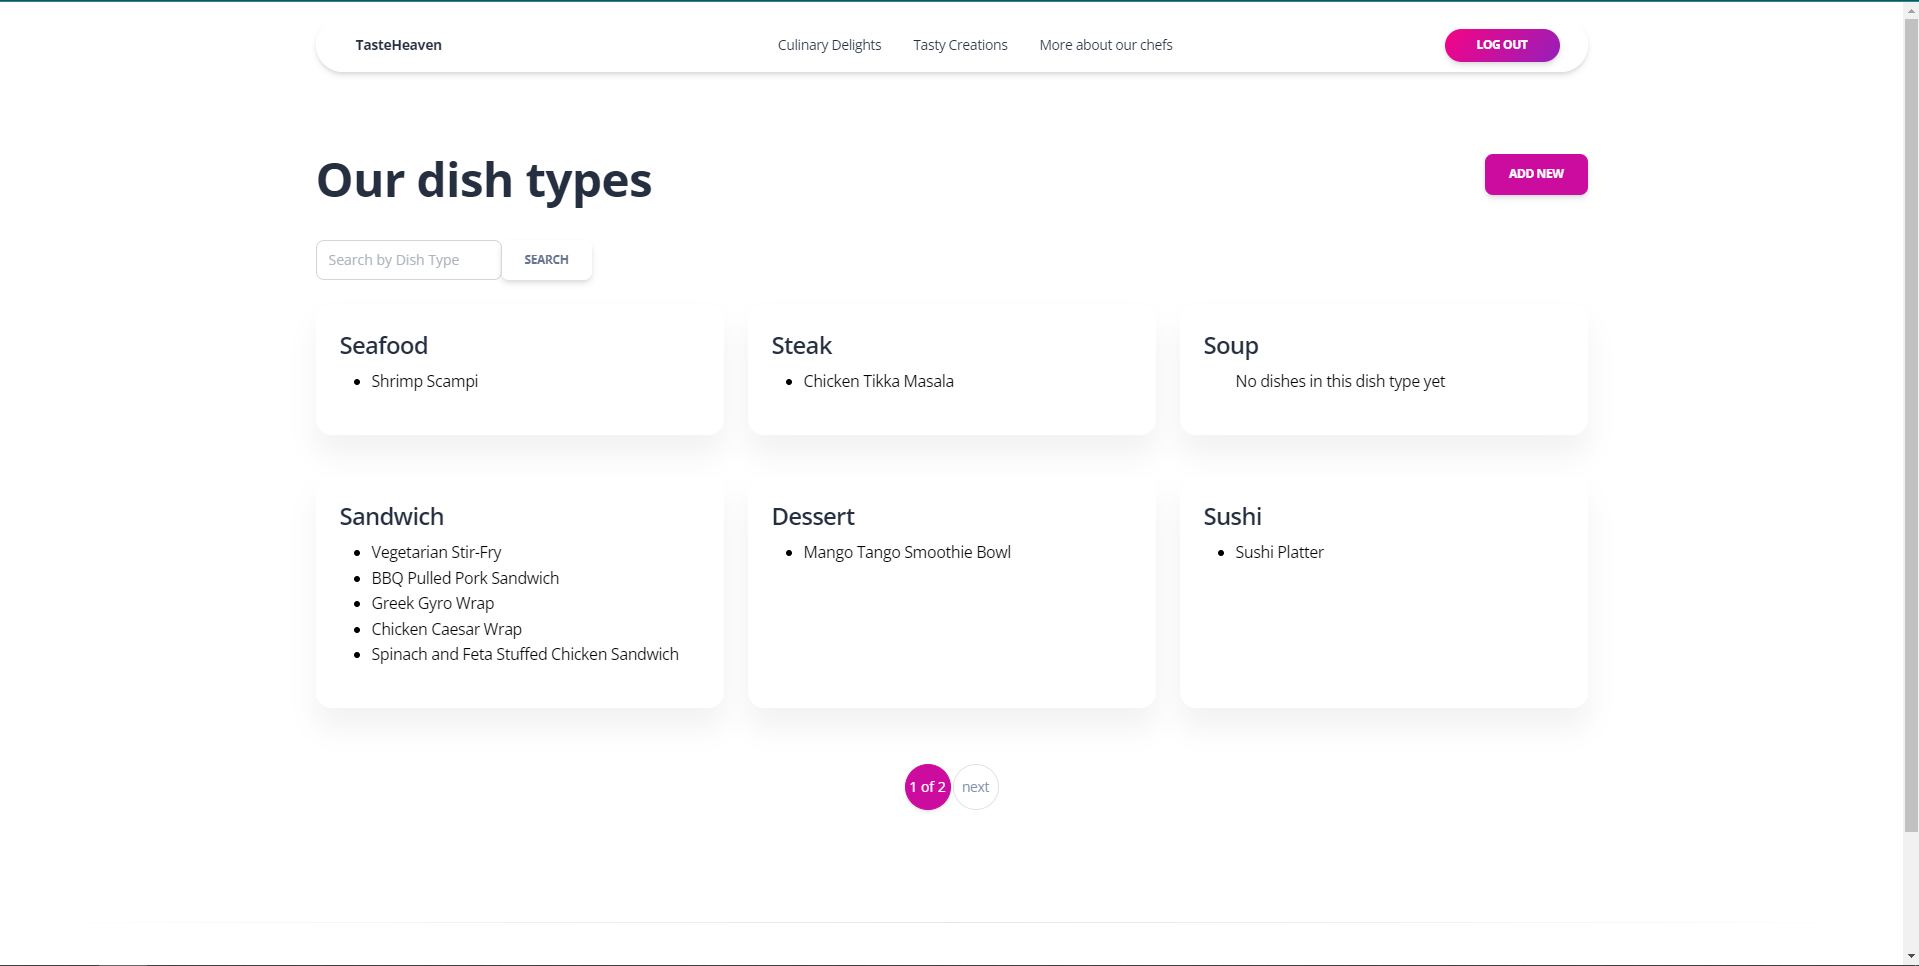 TasteHeaven
Culinary Delights
Tasty Creations
More about our chefs
LOG OUT
Our dish types
ADD NEW
Search by Dish Type
SEARCH
Seafood
Shrimp Scampi
Steak
Chicken Tikka Masala
Soup
No dishes in this dish type yet
Sandwich
Vegetarian Stir-Fry
BBQ Pulled Pork Sandwich
Greek Gyro Wrap
Chicken Caesar Wrap
Spinach and Feta Stuffed Chicken Sandwich
Dessert
Mango Tango Smoothie Bowl
Sushi
Sushi Platter
1 of 2
next